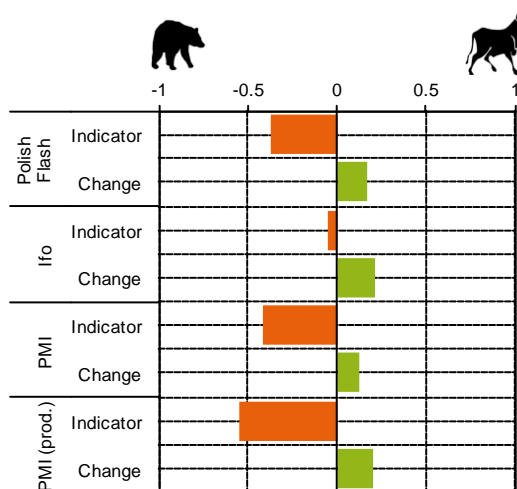 -1 -0.5 0 0.5 1
Polish
Flash
Indicator
Change
Ifo
Indicator
Change
PMI
Indicator
Change
PMI (prod.)
Indicator
Change